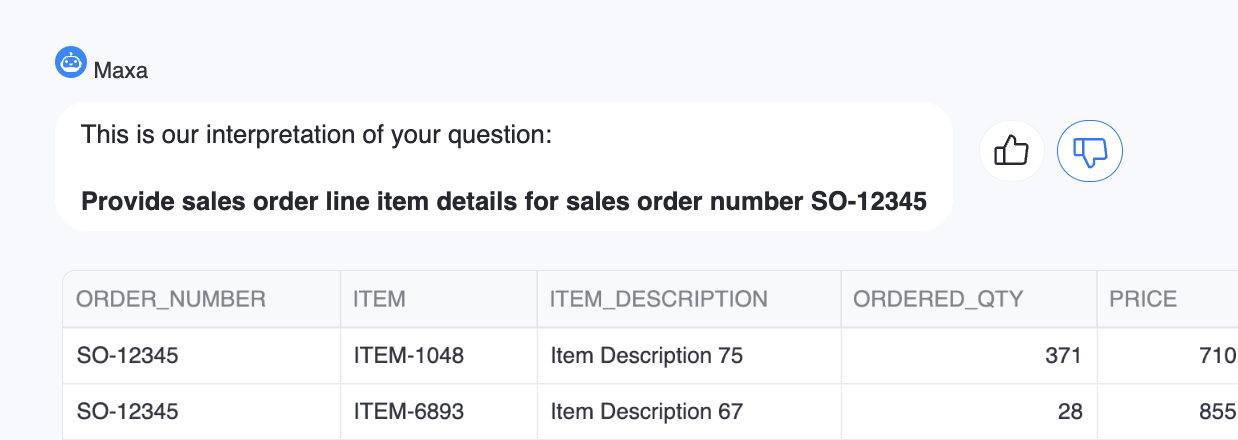 Maxa
This is our interpretation of your question:
Provide sales order line item details for sales order number SO-12345
ORDER_NUMBER ITEM ITEM_DESCRIPTION ORDERED_QTY PRICE
SO-12345 ITEM-1048 Item Description 75 371 710
SO-12345 ITEM-6893 Item Description 67 28 855